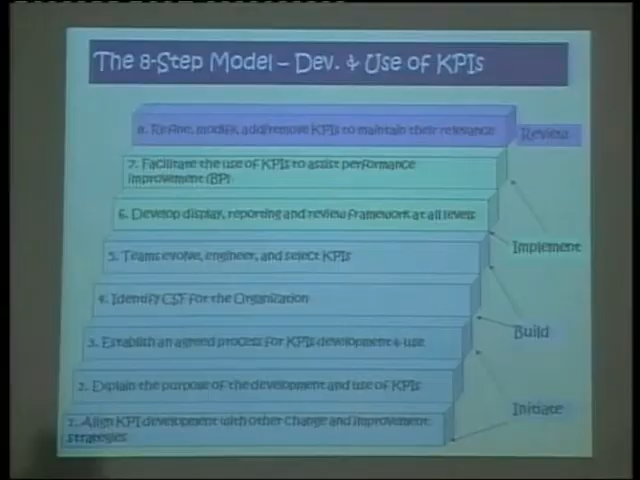 The 8-Step Model – Dev. & Use of KPIs
8. Refine, modify, add/remove KPIs to maintain their relevance
Review
7. Facilitate the use of KPIs to assist performance
improvement (BP)
6. Develop display, reporting and review framework at all levels
Implement
5. Teams evolve, engineer, and select KPIs
4. Identify CSF for the Organization
Build
3. Establish an agreed process for KPIs development & use
2. Explain the purpose of the development and use of KPIs
Initiate
1. Align KPI development with other Change and improvement
strategies